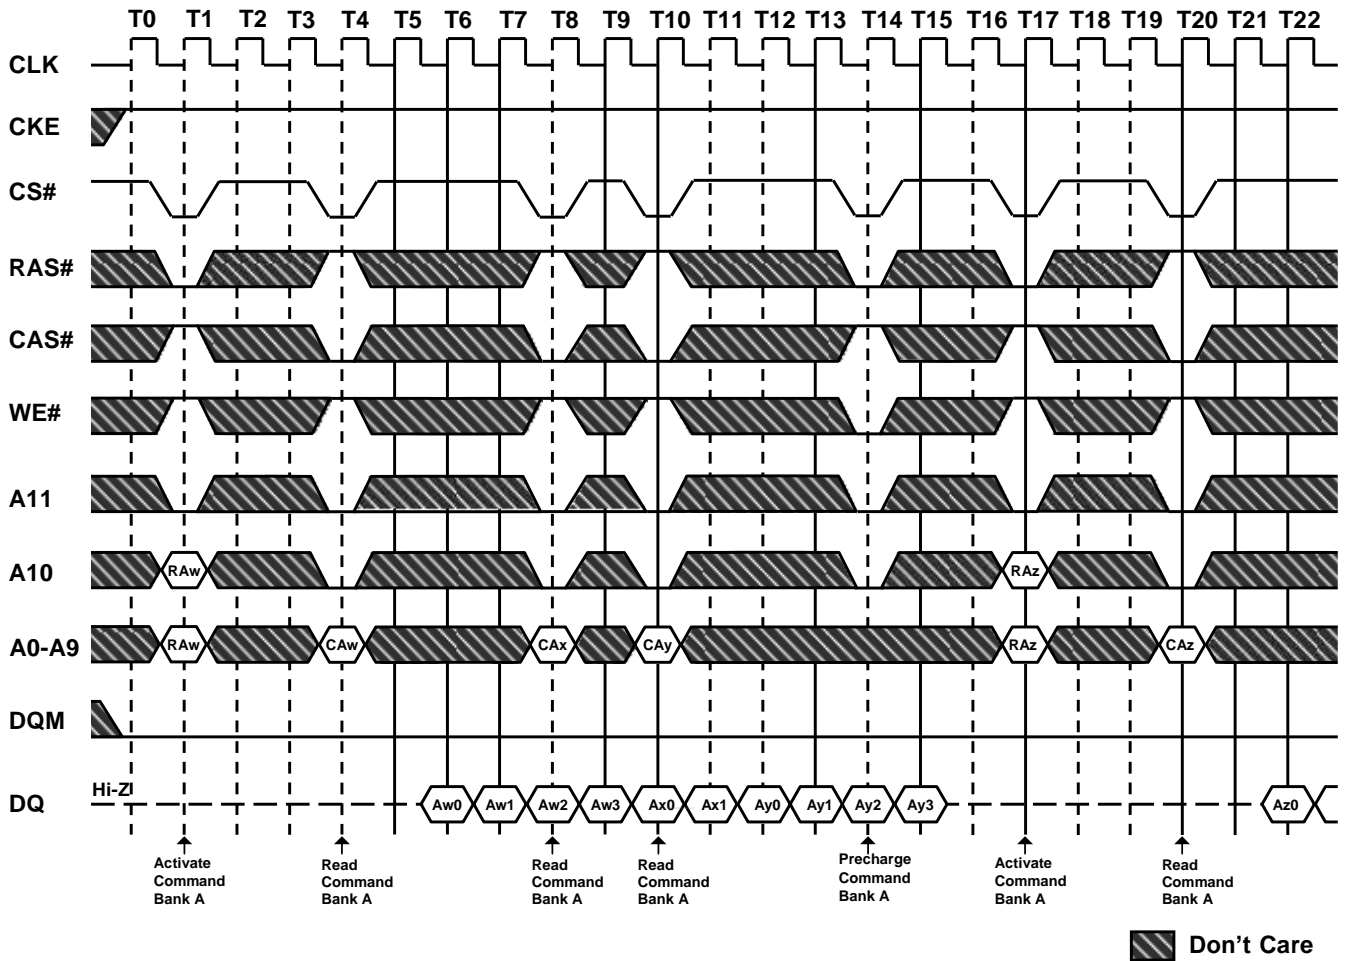 T0 T1 T2 T3 T4 T5 T6 T7 T8 T9 T10 T11 T12 T13 T14 T15 T16 T17 T18 T19 T20 T21 T22
CLK
CKE
CS#
RAS#
CAS#
WE#
A11
A10 RAw RAz
A0-A9 RAw CAw CAx CAy RAz CAz
DQM
Hi-Z
DQ Aw0 Aw1 Aw2 Aw3 Ax0 Ax1 Ay0 Ay1 Ay2 Ay3 Az0
Activate Command Bank A
Read Command Bank A
Read Command Bank A
Read Command Bank A
Precharge Command Bank A
Activate Command Bank A
Read Command Bank A
Don't Care